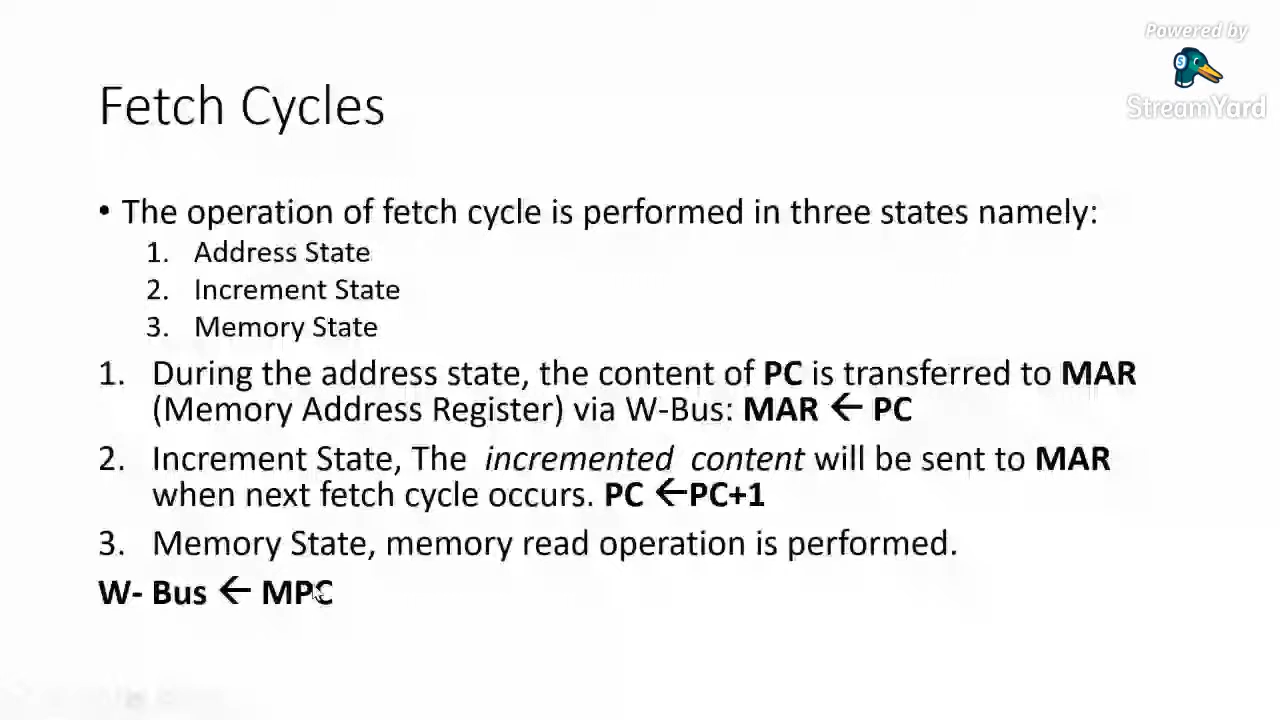 Powered by
StreamYard
Fetch Cycles
• The operation of fetch cycle is performed in three states namely:
1. Address State
2. Increment State
3. Memory State
1. During the address state, the content of PC is transferred to MAR
(Memory Address Register) via W-Bus: MAR ← PC
2. Increment State, The incremented content will be sent to MAR
when next fetch cycle occurs. PC ←PC+1
3. Memory State, memory read operation is performed.
W- Bus ← MPC